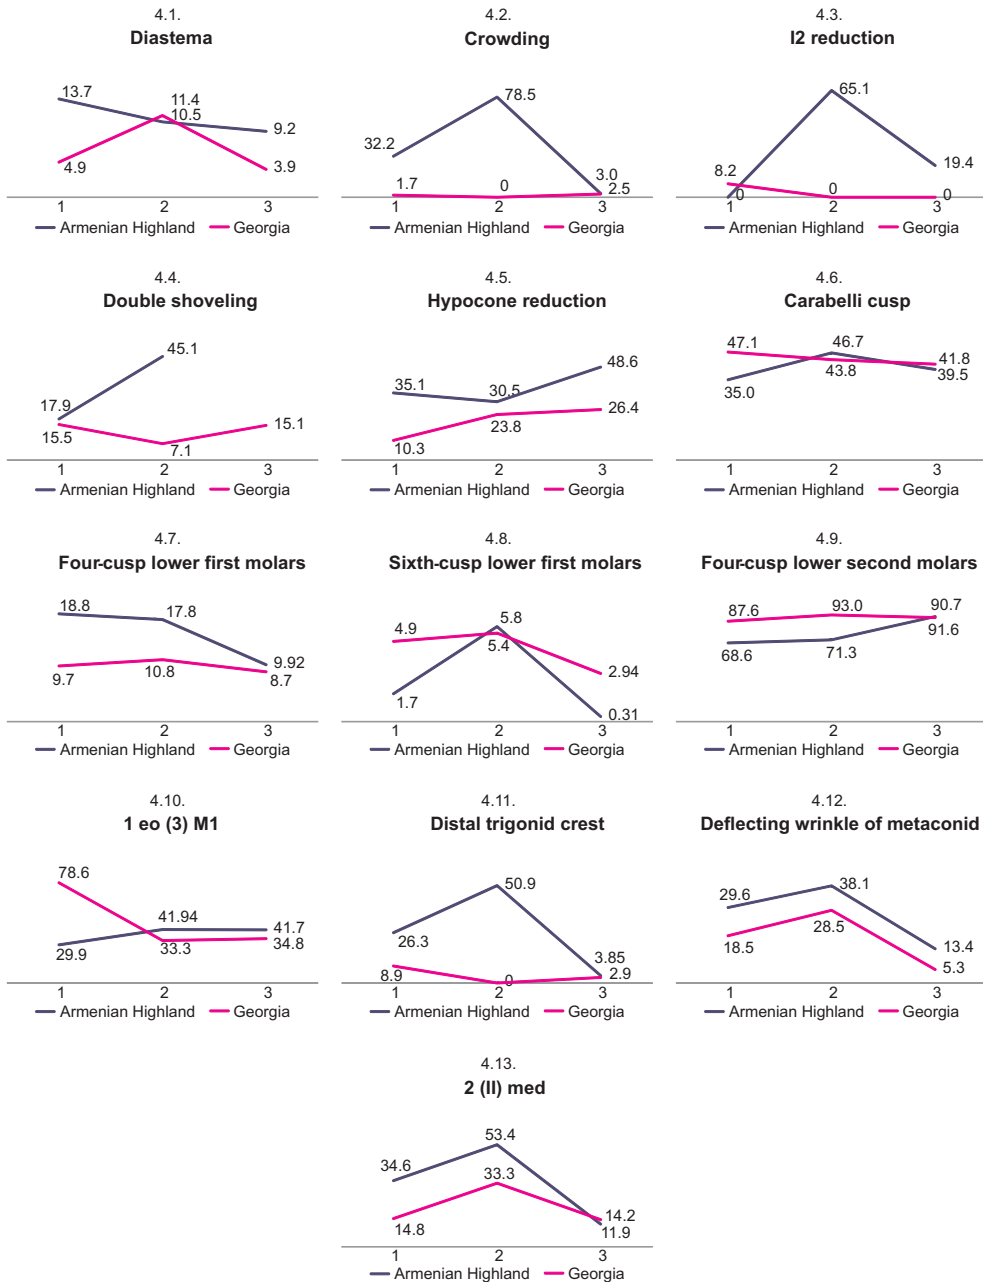 4.1.
Diastema
13.7
11.4
10.5
9.2
4.9
3.9
1 2 3
Armenian Highland Georgia
4.2.
Crowding
78.5
32.2
3.0
1.7
0
2.5
1 2 3
Armenian Highland Georgia
4.3.
I2 reduction
65.1
19.4
8.2
0
0
0
1 2 3
Armenian Highland Georgia
4.4.
Double shoveling
45.1
17.9
15.5
15.1
7.1
1 2 3
Armenian Highland Georgia
4.5.
Hypocone reduction
48.6
35.1
30.5
26.4
23.8
10.3
1 2 3
Armenian Highland Georgia
4.6.
Carabelli cusp
47.1
46.7
41.8
43.8
39.5
35.0
1 2 3
Armenian Highland Georgia
4.7.
Four-cusp lower first molars
18.8
17.8
9.92
9.7
10.8
8.7
1 2 3
Armenian Highland Georgia
4.8.
Sixth-cusp lower first molars
5.8
4.9
5.4
2.94
1.7
0.31
1 2 3
Armenian Highland Georgia
4.9.
Four-cusp lower second molars
87.6
93.0
90.7
91.6
68.6
71.3
1 2 3
Armenian Highland Georgia
4.10.
1 eo (3) M1
78.6
41.94
41.7
29.9
33.3
34.8
1 2 3
Armenian Highland Georgia
4.11.
Distal trigonid crest
50.9
26.3
3.85
8.9
0
2.9
1 2 3
Armenian Highland Georgia
4.12.
Deflecting wrinkle of metaconid
29.6
38.1
18.5
28.5
13.4
5.3
1 2 3
Armenian Highland Georgia
4.13.
2 (II) med
53.4
34.6
33.3
14.8
14.2
11.9
1 2 3
Armenian Highland Georgia